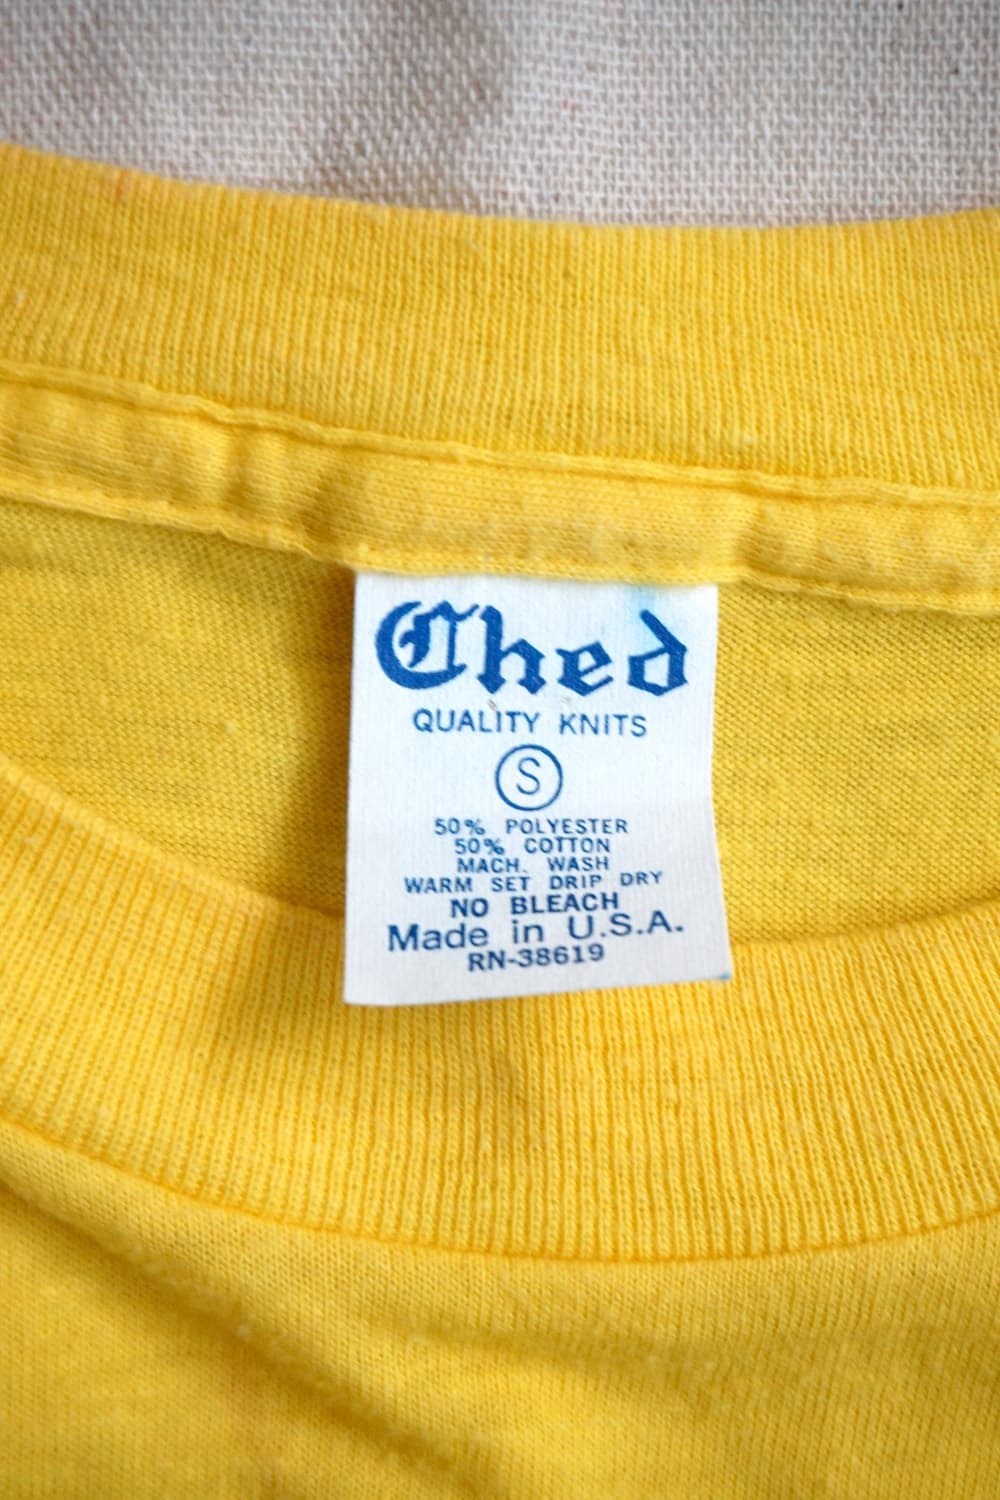 Ched
QUALITY KNITS
S
50% POLYESTER
50% COTTON
MACH. WASH
WARM SET DRIP DRY
NO BLEACH
Made in U.S.A.
RN-38619